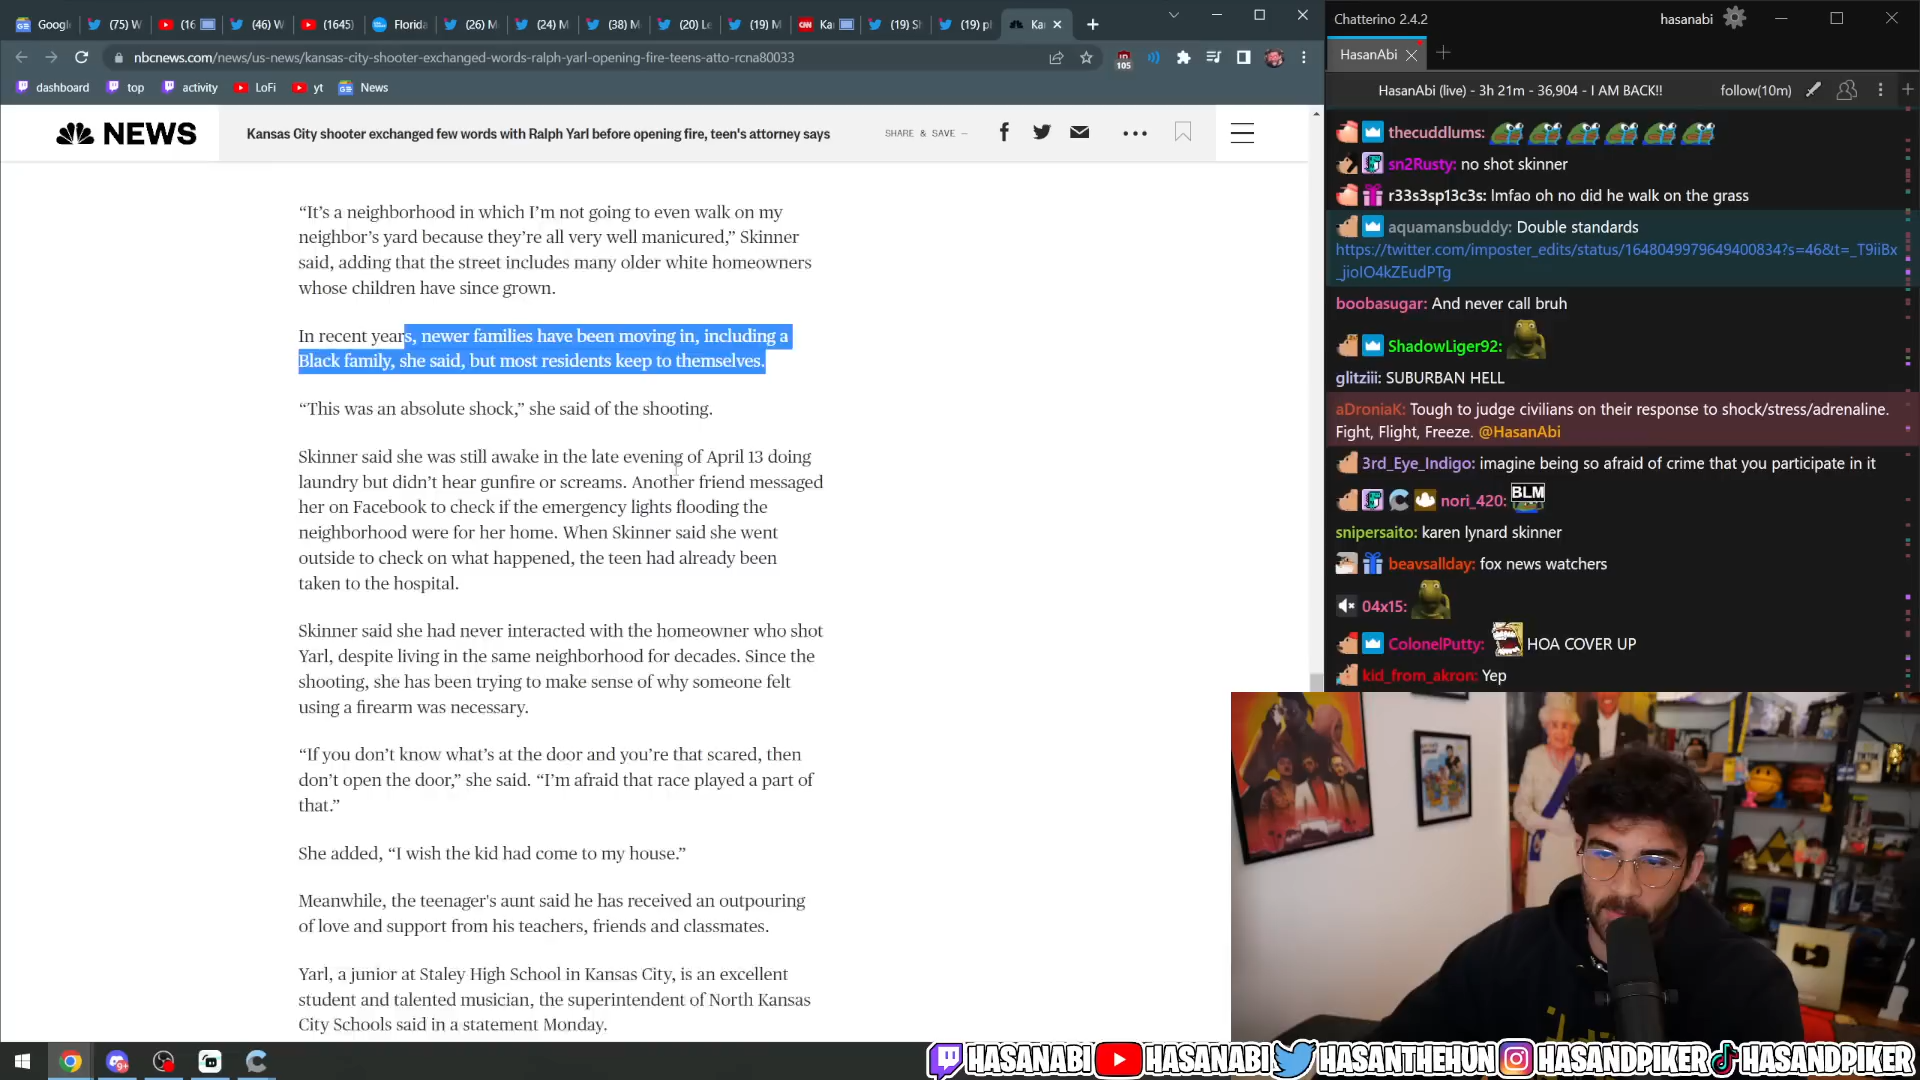 Googl
(75) W
(16
(46) W
(1645)
Florida
(26) M
(24) M
(38) M
(20) Le
(19) M
Ka
(19) S
(19) p
Ka
nbcnews.com/news/us-news/kansas-city-shooter-exchanged-words-ralph-yarl-opening-fire-teens-atto-rcna80033
105
dashboard
top
activity
LoFi
yt
News
NEWS
Kansas City shooter exchanged few words with Ralph Yarl before opening fire, teen's attorney says
SHARE & SAVE —
“It’s a neighborhood in which I’m not going to even walk on my
neighbor’s yard because they’re all very well manicured,” Skinner
said, adding that the street includes many older white homeowners
whose children have since grown.
In recent years, newer families have been moving in, including a
Black family, she said, but most residents keep to themselves.
“This was an absolute shock,” she said of the shooting.
Skinner said she was still awake in the late evening of April 13 doing
laundry but didn’t hear gunfire or screams. Another friend messaged
her on Facebook to check if the emergency lights flooding the
neighborhood were for her home. When Skinner said she went
outside to check on what happened, the teen had already been
taken to the hospital.
Skinner said she had never interacted with the homeowner who shot
Yarl, despite living in the same neighborhood for decades. Since the
shooting, she has been trying to make sense of why someone felt
using a firearm was necessary.
“If you don’t know what’s at the door and you’re that scared, then
don’t open the door,” she said. “I’m afraid that race played a part of
that.”
She added, “I wish the kid had come to my house.”
Meanwhile, the teenager's aunt said he has received an outpouring
of love and support from his teachers, friends and classmates.
Yarl, a junior at Staley High School in Kansas City, is an excellent
student and talented musician, the superintendent of North Kansas
City Schools said in a statement Monday.
Chatterino 2.4.2
hasanabi
HasanAbi
HasanAbi (live) - 3h 21m - 36,904 - I AM BACK!!
follow(10m)
thecuddlums:
sn2Rusty: no shot skinner
r33s3sp13c3s: lmfao oh no did he walk on the grass
aquamansbuddy: Double standards
https://twitter.com/imposter_edits/status/1648049979649400834?s=46&t=_T9iiBx
_jioIO4kZEudPTg
boobasugar: And never call bruh
ShadowLiger92:
glitziii: SUBURBAN HELL
aDroniaK: Tough to judge civilians on their response to shock/stress/adrenaline.
Fight, Flight, Freeze. @HasanAbi
3rd_Eye_Indigo: imagine being so afraid of crime that you participate in it
nori_420: BLM
snipersaito: karen lynard skinner
beavsallday: fox news watchers
04x15:
ColonelPutty: HOA COVER UP
kid_from_akron: Yep
HASANABI HASANABI HASANTHEHUN HASANDPIKER HASANDPIKER